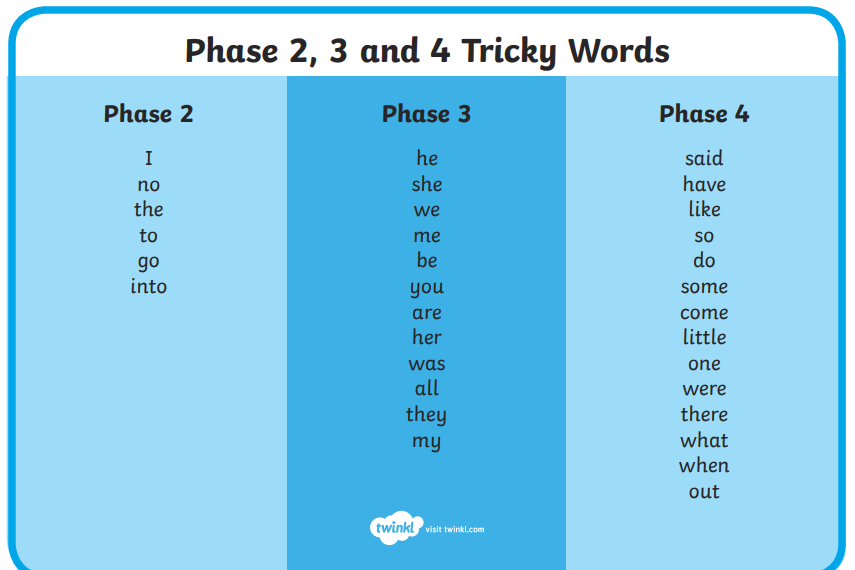 Phase 2, 3 and 4 Tricky Words
Phase 2
I
no
the
to
go
into
Phase 3
he
she
we
me
be
you
are
her
was
all
they
my
Phase 4
said
have
like
so
do
some
come
little
one
were
there
what
when
out
twinkl visit twinkl.com